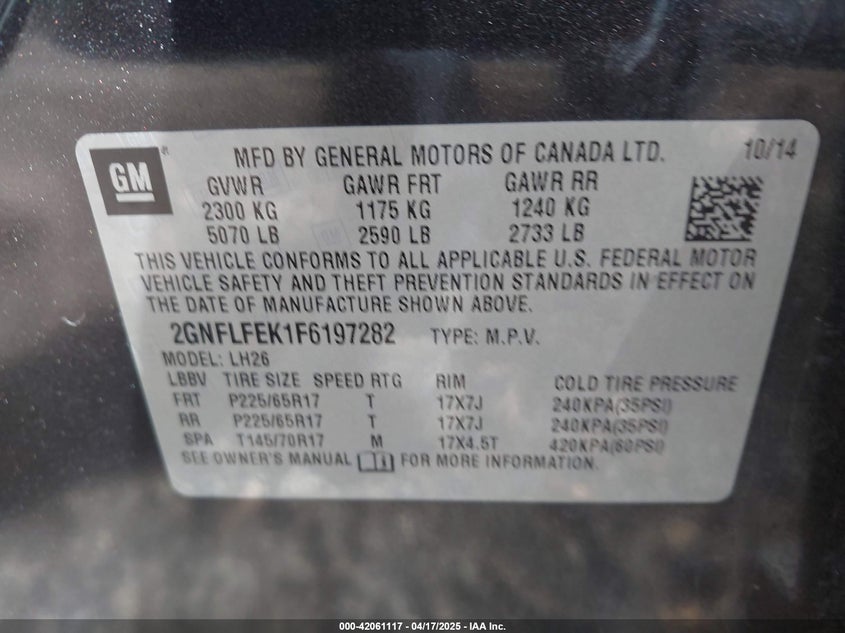 GM MFD BY GENERAL MOTORS OF CANADA LTD. 10/14
GVWR GAWR FRT GAWR RR
2300 KG 1175 KG 1240 KG
5070 LB 2590 LB 2733 LB
THIS VEHICLE CONFORMS TO ALL APPLICABLE U.S. FEDERAL MOTOR
VEHICLE SAFETY AND THEFT PREVENTION STANDARDS IN EFFECT ON
THE DATE OF MANUFACTURE SHOWN ABOVE.
2GNFLFEK1F6197282 TYPE: M.P.V.
MODEL: LH26
LBBV TIRE SIZE SPEED RTG RIM COLD TIRE PRESSURE
FRT P225/65R17 T 17X7J 240KPA(35PSI)
RR P225/65R17 T 17X7J 240KPA(35PSI)
SPA T145/70R17 M 17X4.5T 420KPA(60PSI)
SEE OWNER'S MANUAL FOR MORE INFORMATION.
000-42061117 - 04/17/2025 - IAA Inc.